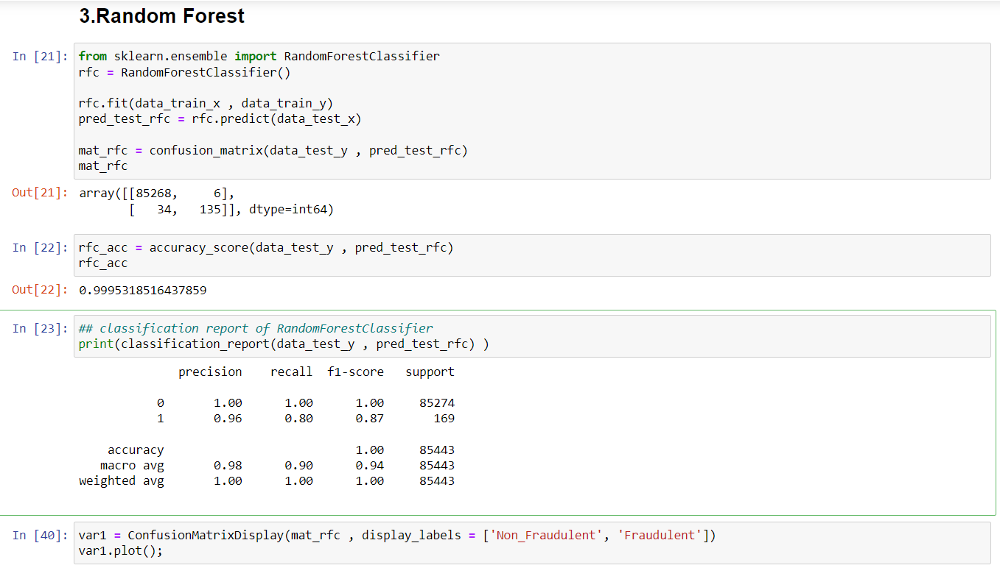 3.Random Forest
In [21]: from sklearn.ensemble import RandomForestClassifier
rfc = RandomForestClassifier()
rfc.fit(data_train_x , data_train_y)
pred_test_rfc = rfc.predict(data_test_x)
mat_rfc = confusion_matrix(data_test_y , pred_test_rfc)
mat_rfc
Out[21]: array([[85268,     6],
       [   34,   135]], dtype=int64)
In [22]: rfc_acc = accuracy_score(data_test_y , pred_test_rfc)
rfc_acc
Out[22]: 0.9995318516437859
In [23]: ## classification report of RandomForestClassifier
print(classification_report(data_test_y , pred_test_rfc) )
              precision    recall  f1-score   support
           0       1.00      1.00      1.00     85274
           1       0.96      0.80      0.87       169
    accuracy                           1.00     85443
   macro avg       0.98      0.90      0.94     85443
weighted avg       1.00      1.00      1.00     85443
In [40]: var1 = ConfusionMatrixDisplay(mat_rfc , display_labels = ['Non_Fraudulent', 'Fraudulent'])
var1.plot();